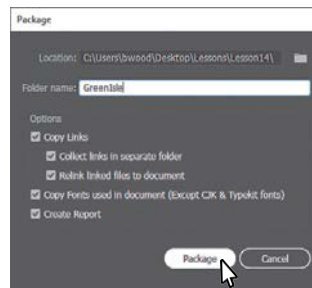 Package
Location: C:\Users\bwood\Desktop\Lessons\Lesson14\
Folder name: GreenIsle
Options
Copy Links
Collect links in separate folder
Relink linked files to document
Copy Fonts used in document (Except CJK & Typekit fonts)
Create Report
Package Cancel